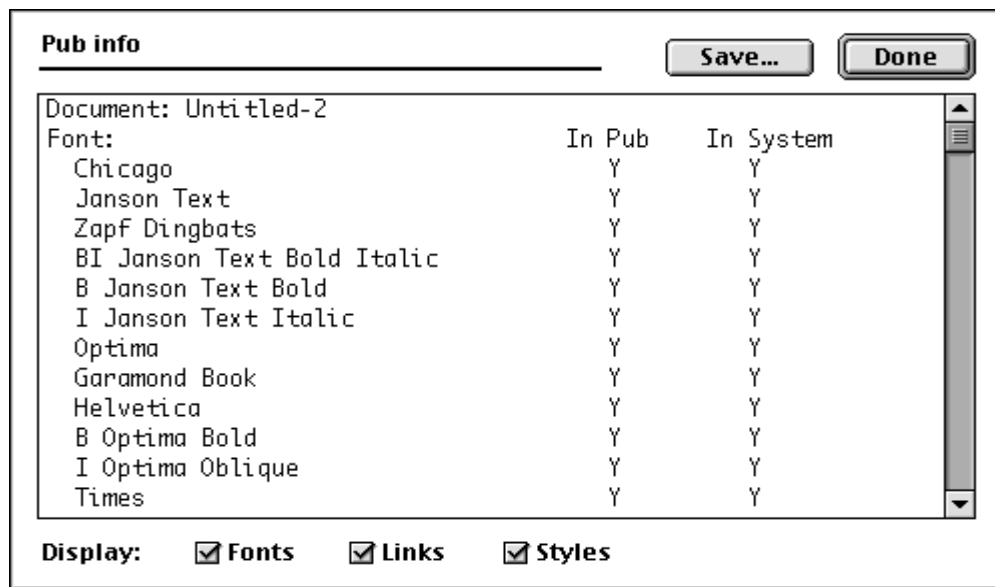 Pub info Save... Done
Document: Untitled-2
Font: In Pub In System
Chicago Y Y
Janson Text Y Y
Zapf Dingbats Y Y
BI Janson Text Bold Italic Y Y
B Janson Text Bold Y Y
I Janson Text Italic Y Y
Optima Y Y
Garamond Book Y Y
Helvetica Y Y
B Optima Bold Y Y
I Optima Oblique Y Y
Times Y Y
Display: Fonts Links Styles